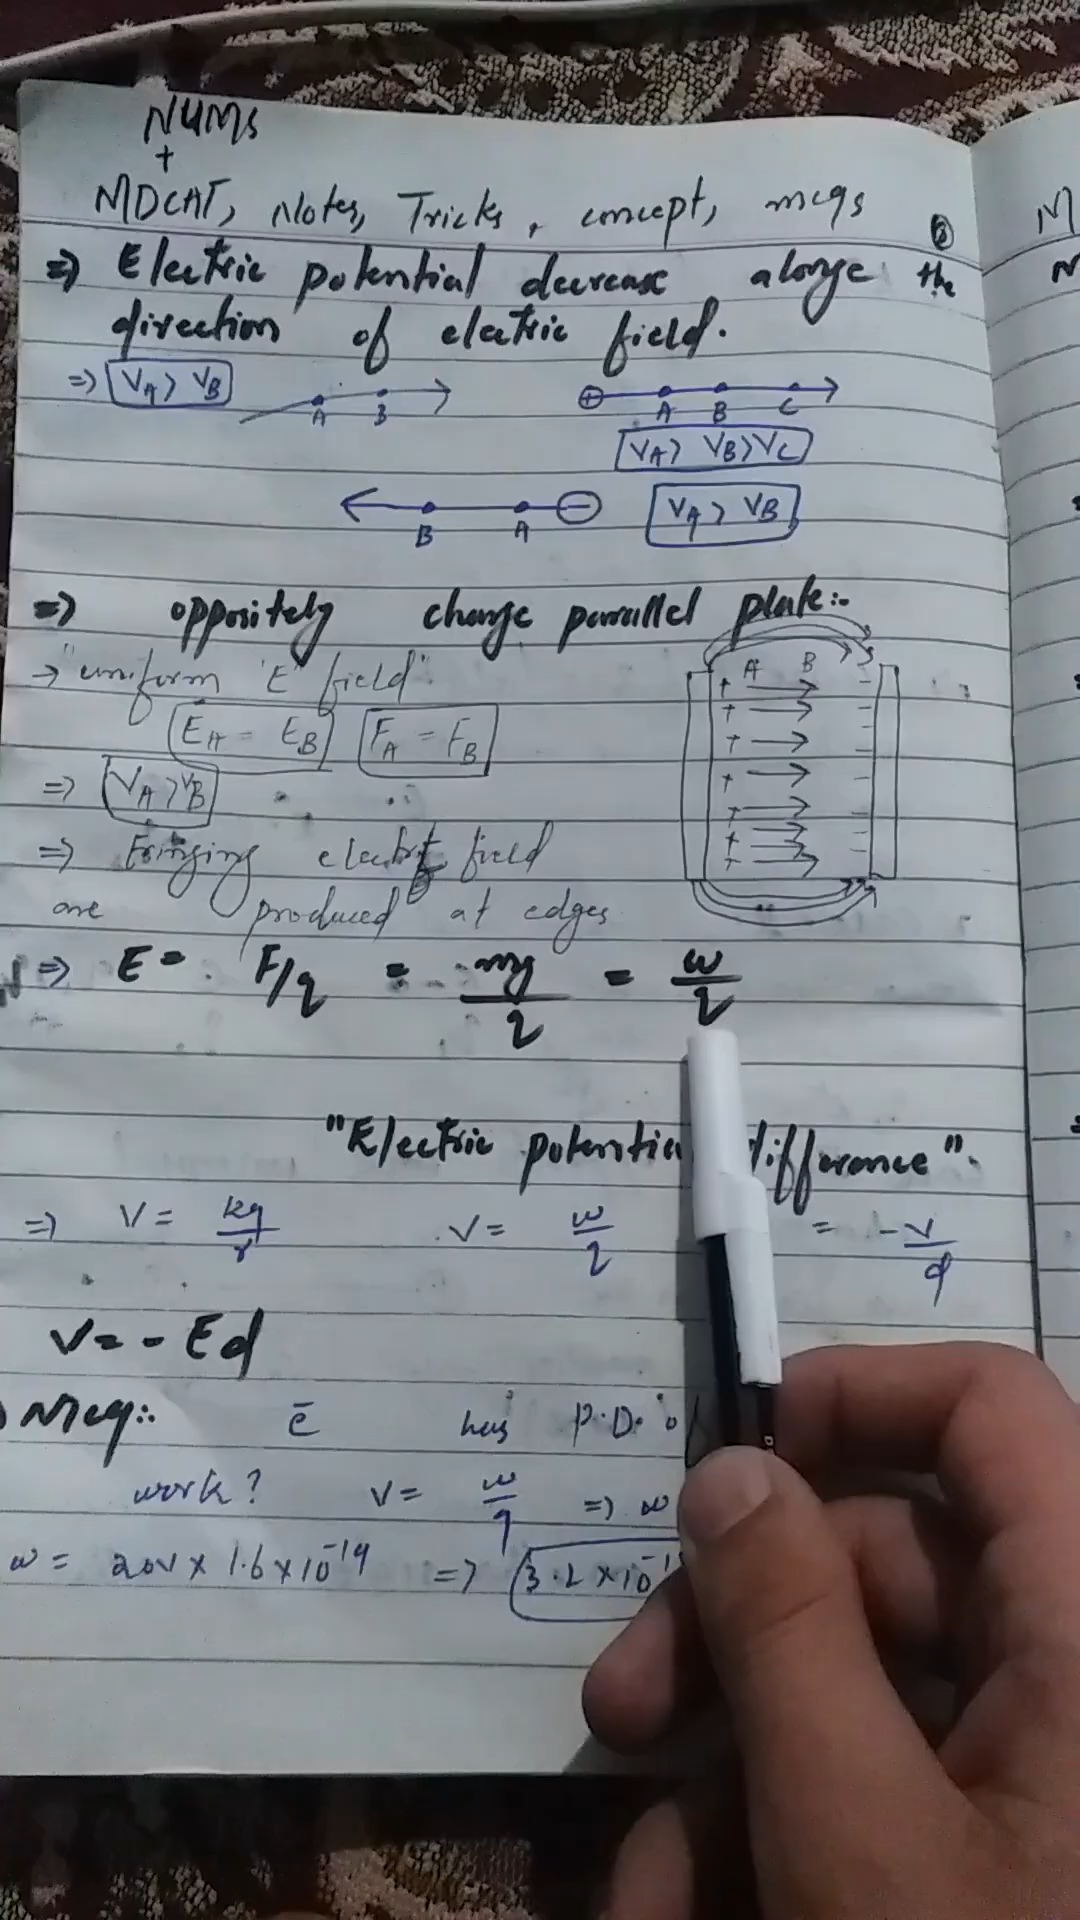 NUMS
+
MDCAT, Notes, Tricks, concept, mcqs
⇒ Electric potential decrease alonge the
direction of electric field.
⇒ VA > VB
A B
+ A B C
VA > VB > VC
B A −
VA > VB
⇒ oppositely charge parallel plate:-
→ "uniform 'E' field".
A B
EA = EB FA = FB
⇒ VA > VB
⇒ Fringing electric field
are produced at edges
⇒ E = F/q = mg/q = w/q
"Electric potential difference".
⇒ V = kq/r V = w/q = -V/d
V = - Ed
Mcq:- e̅ has P.D. of
work? V = w/q ⇒ w
w = 20V × 1.6×10⁻¹⁹ ⇒ 3.2 ×10